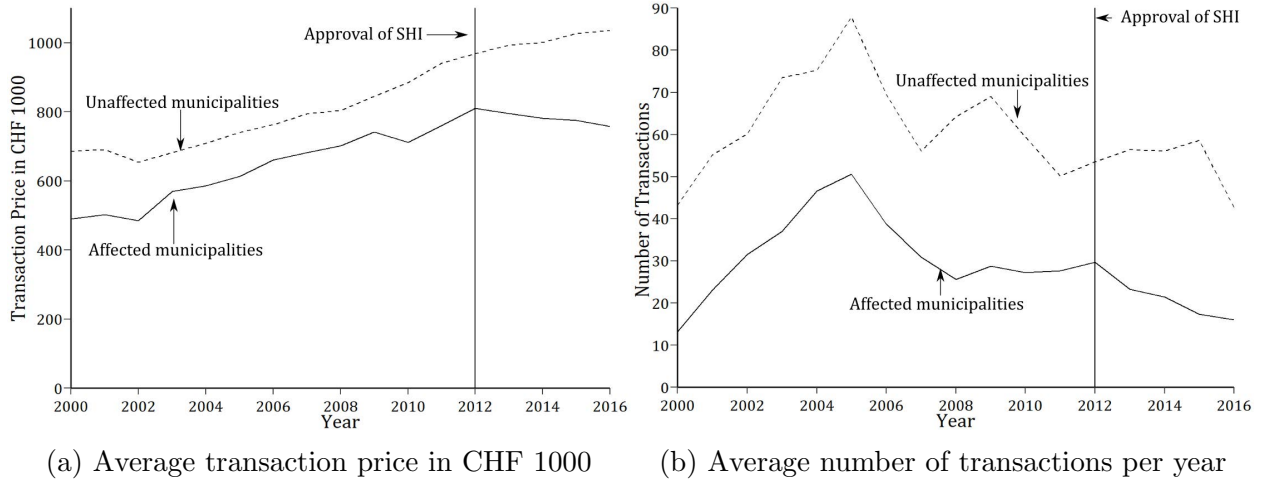 1000
800
600
400
200
0
Transaction Price in CHF 1000
Approval of SHI
Unaffected municipalities
Affected municipalities
2000 2002 2004 2006 2008 2010 2012 2014 2016
Year
(a) Average transaction price in CHF 1000
90
80
70
60
50
40
30
20
10
0
Number of Transactions
Approval of SHI
Unaffected municipalities
Affected municipalities
2000 2002 2004 2006 2008 2010 2012 2014 2016
Year
(b) Average number of transactions per year